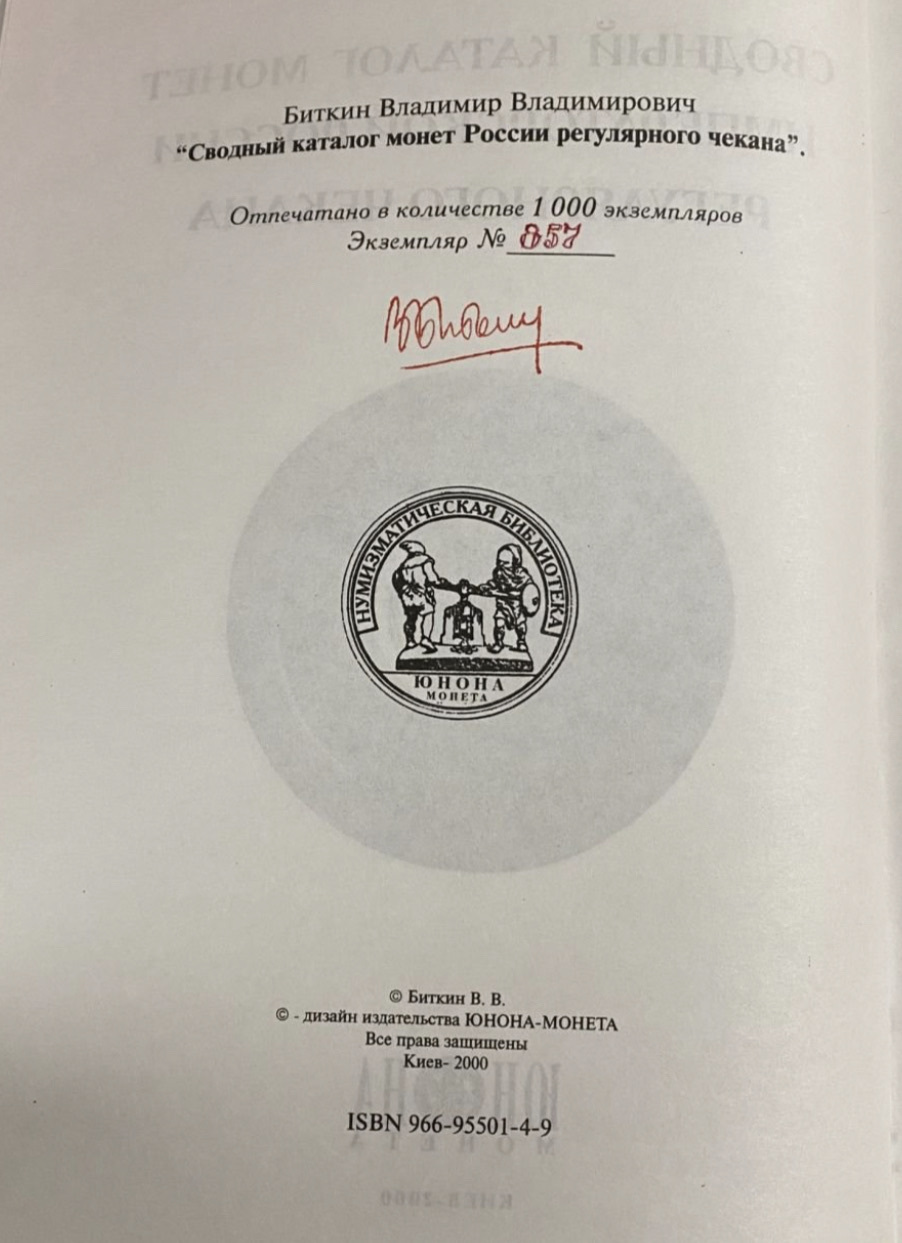 Биткин Владимир Владимирович
“Сводный каталог монет России регулярного чекана”.
Отпечатано в количестве 1 000 экземпляров
Экземпляр № 857
НУМИЗМАТИЧЕСКАЯ БИБЛИОТЕКА
ЮНОНА
МОНЕТА
© Биткин В. В.
© - дизайн издательства ЮНОНА-МОНЕТА
Все права защищены
Киев- 2000
ISBN 966-95501-4-9